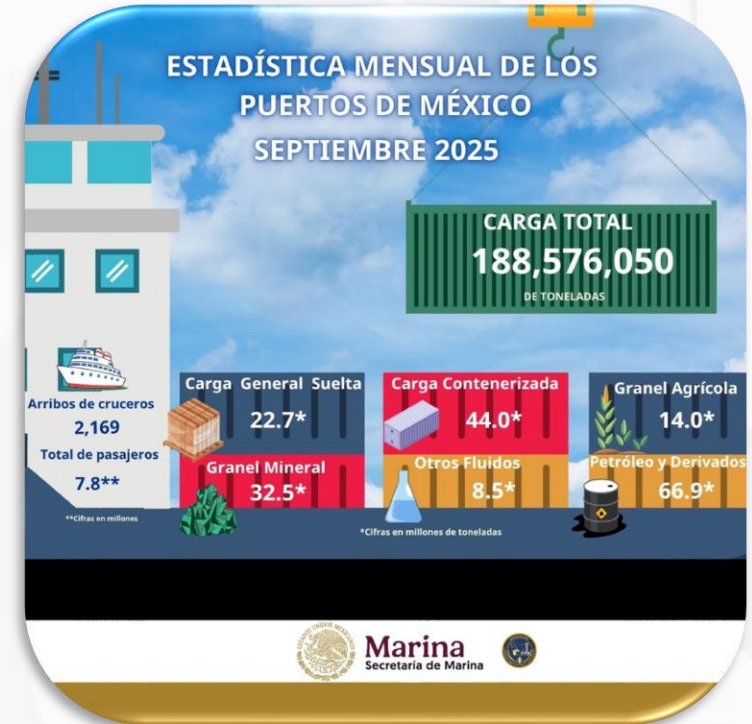 ESTADÍSTICA MENSUAL DE LOS
PUERTOS DE MÉXICO
SEPTIEMBRE 2025
CARGA TOTAL
188,576,050
DE TONELADAS
Arribos de cruceros
2,169
Total de pasajeros
7.8**
**Cifras en millones
Carga General Suelta
22.7*
Carga Contenerizada
44.0*
Granel Agrícola
14.0*
Granel Mineral
32.5*
Otros Fluidos
8.5*
Petróleo y Derivados
66.9*
*Cifras en millones de toneladas
Marina
Secretaría de Marina